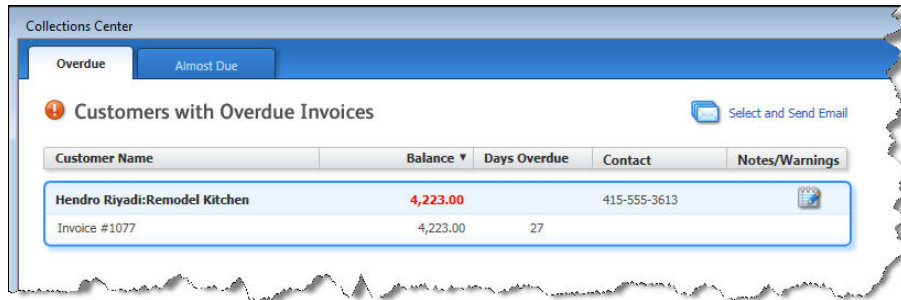 Collections Center
Overdue Almost Due
Customers with Overdue Invoices Select and Send Email
Customer Name Balance ▼ Days Overdue Contact Notes/Warnings
Hendro Riyadi:Remodel Kitchen 4,223.00 415-555-3613
Invoice #1077 4,223.00 27